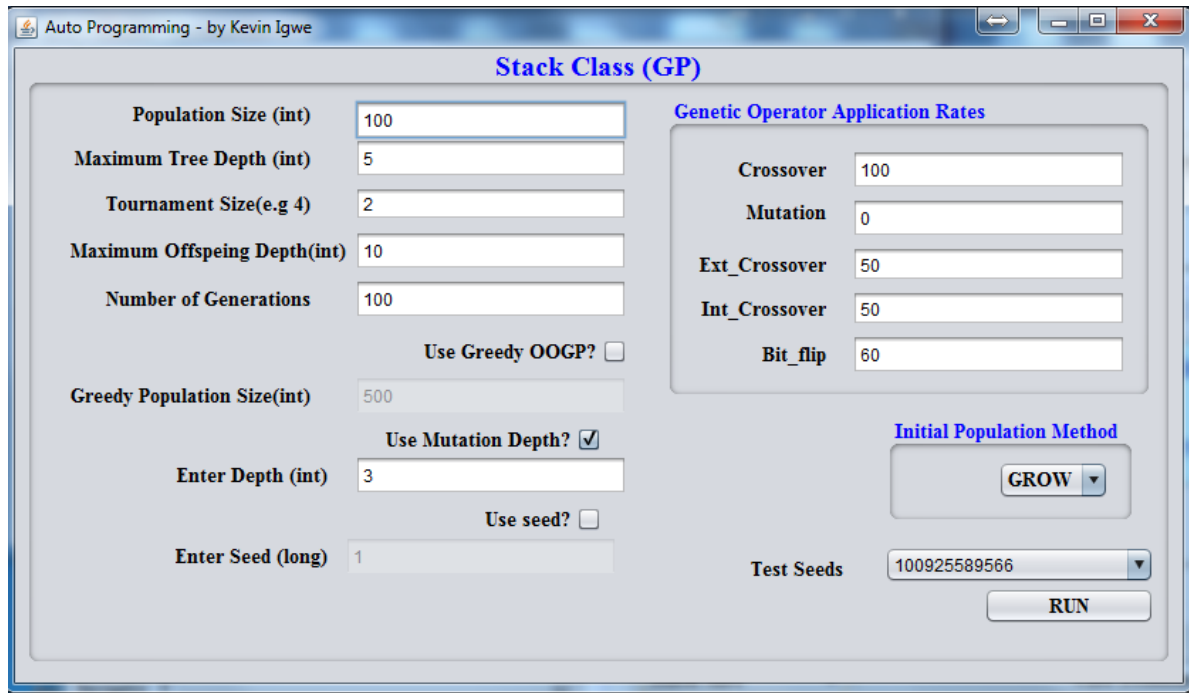 Auto Programming - by Kevin Igwe
Stack Class (GP)
Population Size (int) 100
Maximum Tree Depth (int) 5
Tournament Size(e.g 4) 2
Maximum Offspeing Depth(int) 10
Number of Generations 100
Use Greedy OOGP?
Greedy Population Size(int) 500
Use Mutation Depth?
Enter Depth (int) 3
Use seed?
Enter Seed (long) 1
Genetic Operator Application Rates
Crossover 100
Mutation 0
Ext_Crossover 50
Int_Crossover 50
Bit_flip 60
Initial Population Method
GROW
Test Seeds 100925589566
RUN